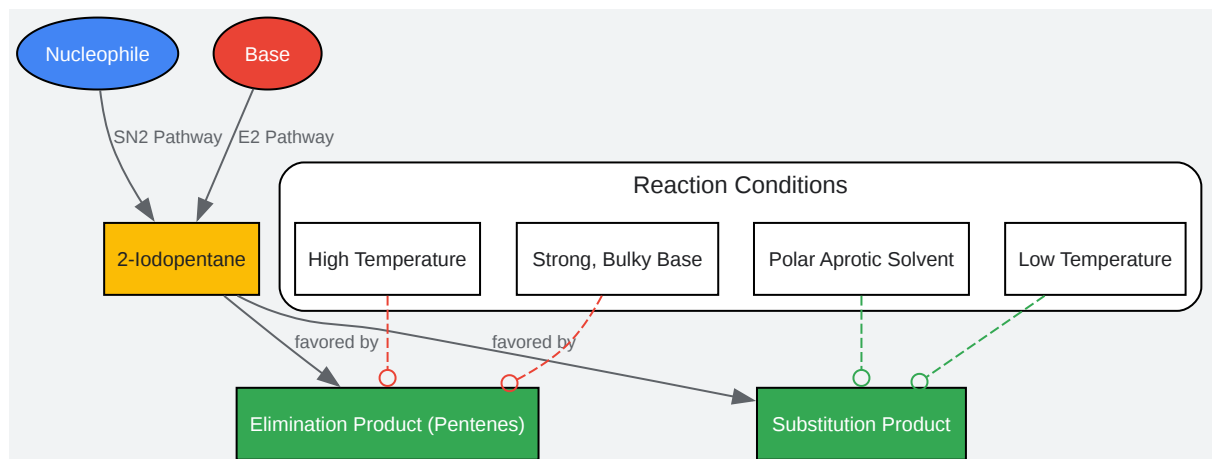 Nucleophile
Base
SN2 Pathway
E2 Pathway
Reaction Conditions
2-Iodopentane
High Temperature
Strong, Bulky Base
Polar Aprotic Solvent
Low Temperature
favored by
favored by
Elimination Product (Pentenes)
Substitution Product